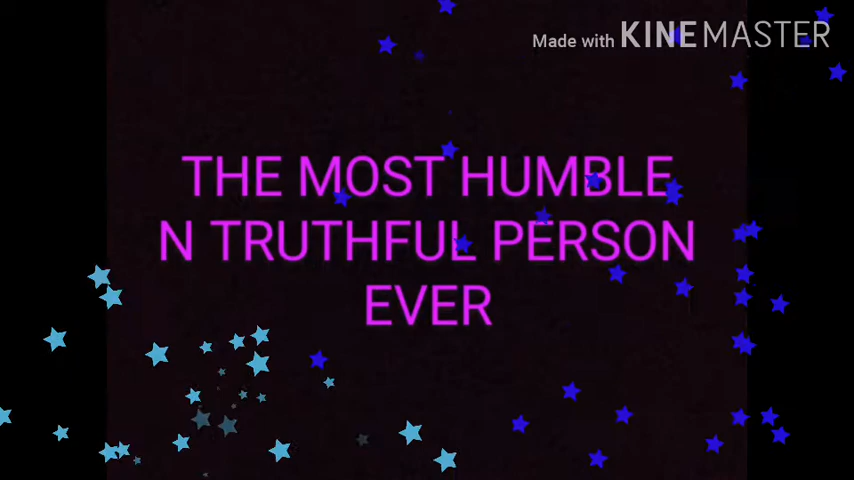 Made with KINEMASTER
THE MOST HUMBLE
N TRUTHFUL PERSON
EVER